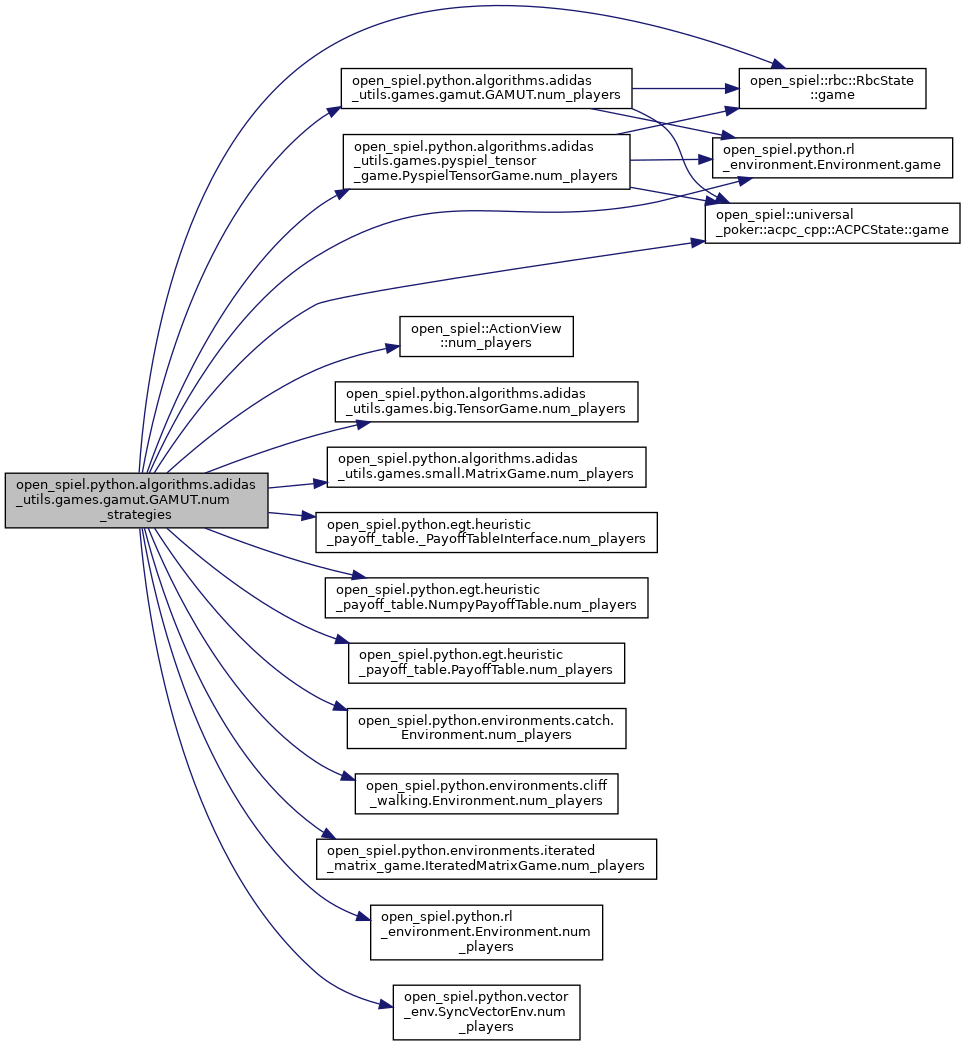 open_spiel.python.algorithms.adidas
_utils.games.gamut.GAMUT.num
_strategies
open_spiel.python.algorithms.adidas
_utils.games.gamut.GAMUT.num_players
open_spiel::rbc::RbcState
::game
open_spiel.python.algorithms.adidas
_utils.games.pyspiel_tensor
_game.PyspielTensorGame.num_players
open_spiel.python.rl
_environment.Environment.game
open_spiel::universal
_poker::acpc_cpp::ACPCState::game
open_spiel::ActionView
::num_players
open_spiel.python.algorithms.adidas
_utils.games.big.TensorGame.num_players
open_spiel.python.algorithms.adidas
_utils.games.small.MatrixGame.num_players
open_spiel.python.egt.heuristic
_payoff_table._PayoffTableInterface.num_players
open_spiel.python.egt.heuristic
_payoff_table.NumpyPayoffTable.num_players
open_spiel.python.egt.heuristic
_payoff_table.PayoffTable.num_players
open_spiel.python.environments.catch.
Environment.num_players
open_spiel.python.environments.cliff
_walking.Environment.num_players
open_spiel.python.environments.iterated
_matrix_game.IteratedMatrixGame.num_players
open_spiel.python.rl
_environment.Environment.num
_players
open_spiel.python.vector
_env.SyncVectorEnv.num
_players